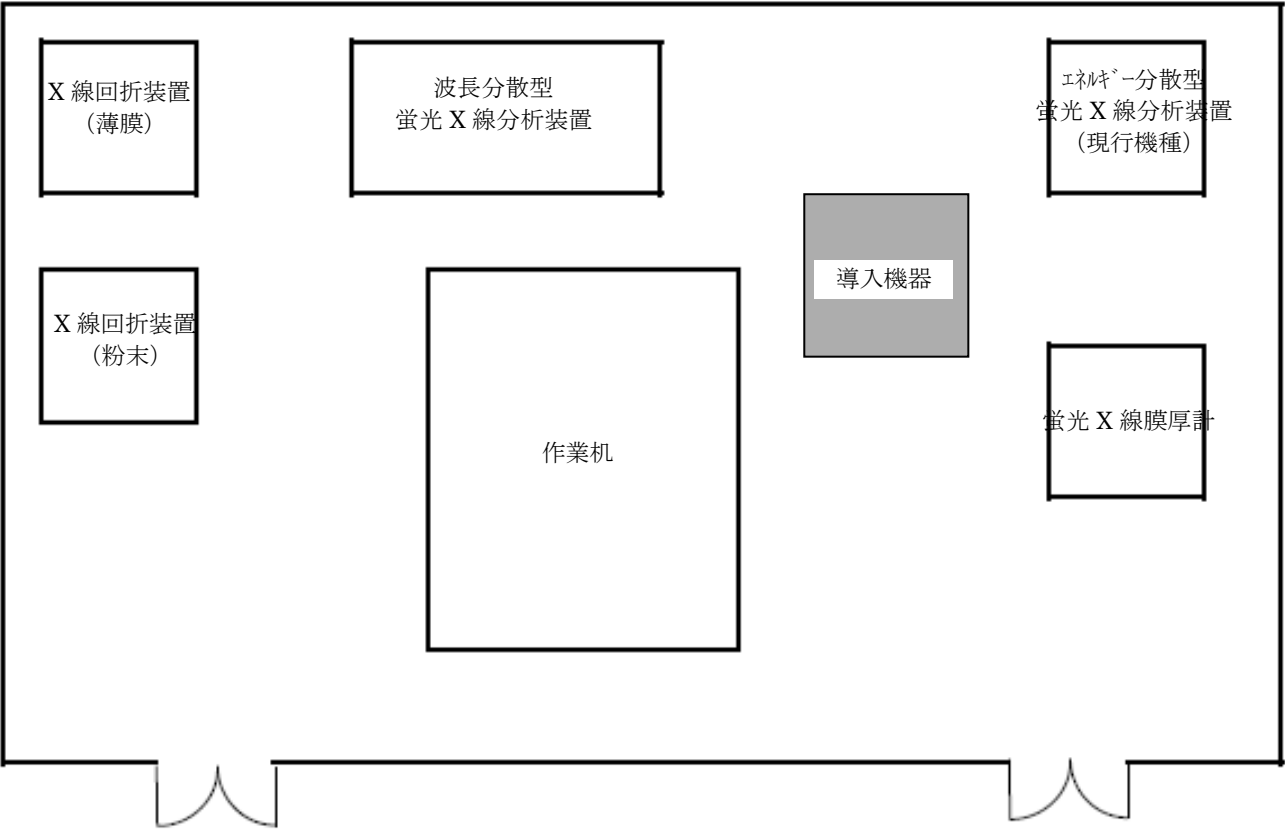 X 線回折装置
（薄膜）
波長分散型
蛍光 X 線分析装置
ｴﾈﾙｷﾞｰ分散型
蛍光 X 線分析装置
（現行機種）
導入機器
X 線回折装置
（粉末）
蛍光 X 線膜厚計
作業机